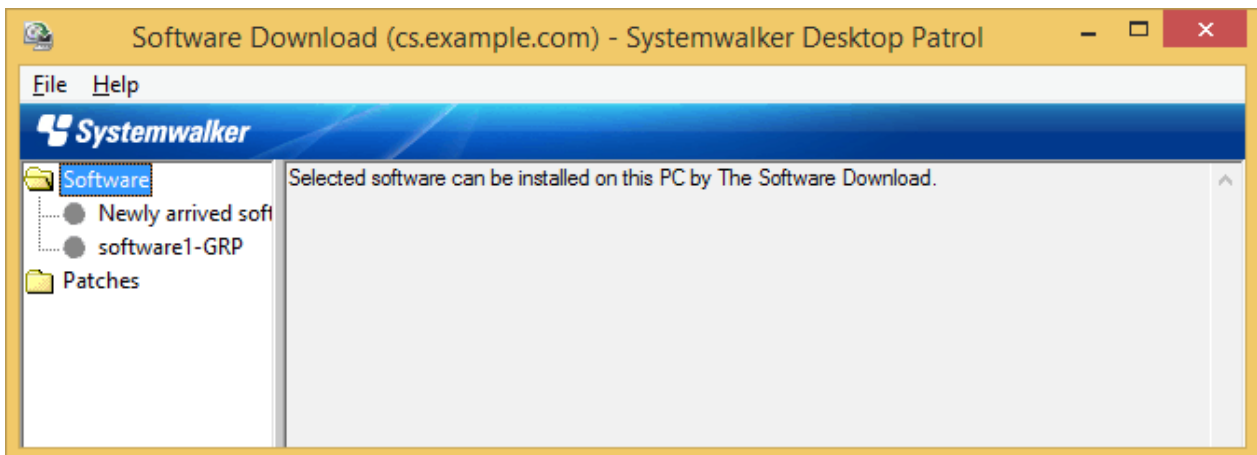 Software Download (cs.example.com) - Systemwalker Desktop Patrol
File Help
Systemwalker
Software
Newly arrived soft
software1-GRP
Patches
Selected software can be installed on this PC by The Software Download.